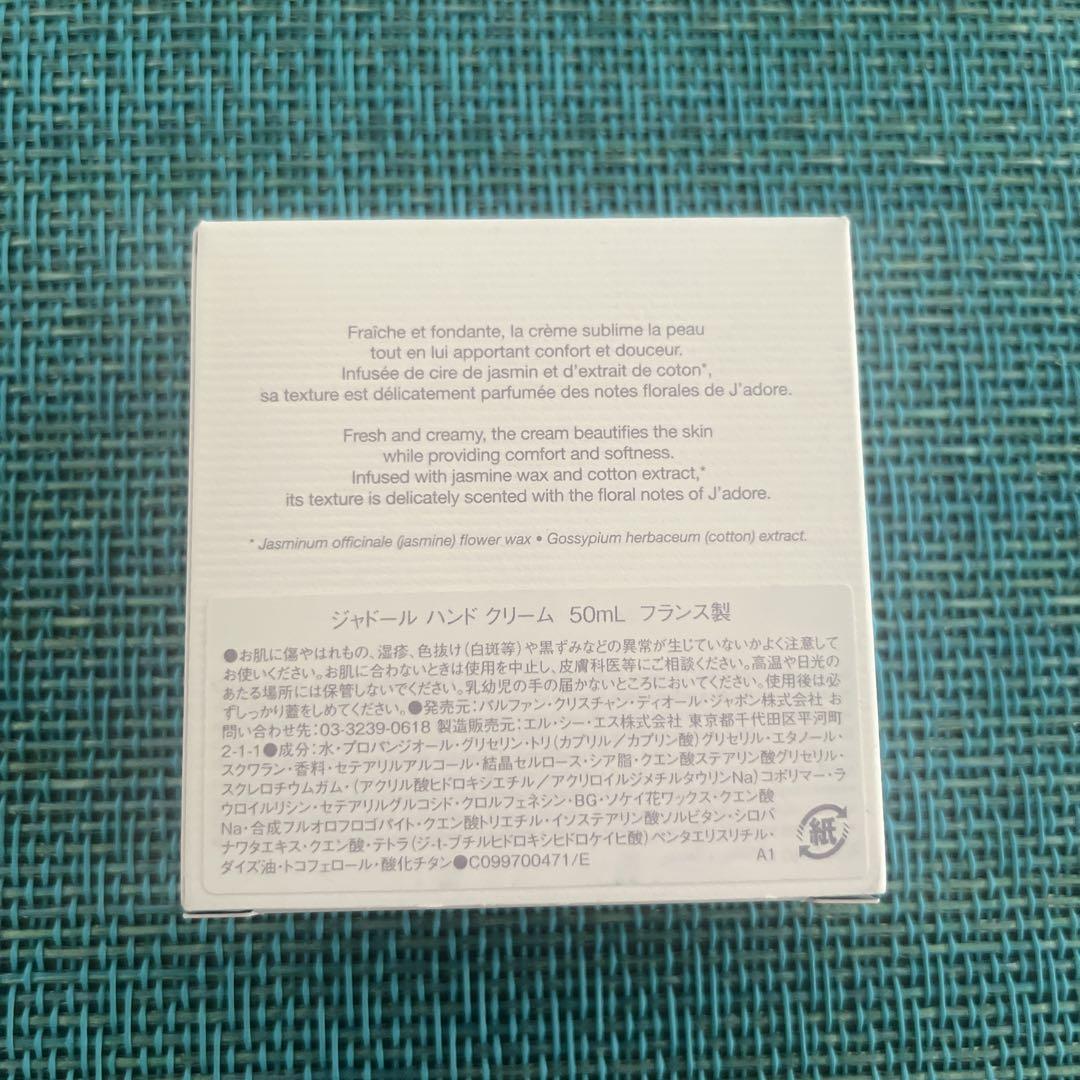 Fraîche et fondante, la crème sublime la peau
tout en lui apportant confort et douceur.
Infusée de cire de jasmin et d'extrait de coton*,
sa texture est délicatement parfumée des notes florales de J'adore.
Fresh and creamy, the cream beautifies the skin
while providing comfort and softness.
Infused with jasmine wax and cotton extract,*
its texture is delicately scented with the floral notes of J'adore.
* Jasminum officinale (jasmine) flower wax • Gossypium herbaceum (cotton) extract.
ジャドール ハンド クリーム 50mL フランス製
●お肌に傷やはれもの、湿疹、色抜け(白斑等)や黒ずみなどの異常が生じていないかよく注意して
お使いください。お肌に合わないときは使用を中止し、皮膚科医等にご相談ください。高温や日光の
あたる場所には保管しないでください。乳幼児の手の届かないところにおいてください。使用後は必
ずしっかり蓋をしめてください。●発売元：パルファン・クリスチャン・ディオール・ジャポン株式会社 お
問い合わせ先：03-3239-0618 製造販売元：エル・シー・エス株式会社 東京都千代田区平河町
2-1-1●成分：水・プロパンジオール・グリセリン・トリ(カプリル／カプリン酸)グリセリル・エタノール・
スクワラン・香料・セテアリルアルコール・結晶セルロース・シア脂・クエン酸ステアリン酸グリセリル・
スクレロチウムガム・(アクリル酸ヒドロキシエチル／アクリロイルジメチルタウリンNa)コポリマー・ラ
ウロイルリシン・セテアリルグルコシド・クロルフェネシン・BG・ソケイ花ワックス・クエン酸
Na・合成フルオロフロゴパイト・クエン酸トリエチル・イソステアリン酸ソルビタン・シロバ
ナワタエキス・クエン酸・テトラ(ジ-t-ブチルヒドロキシヒドロケイヒ酸)ペンタエリスリチル・
ダイズ油・トコフェロール・酸化チタン●C099700471/E A1
紙